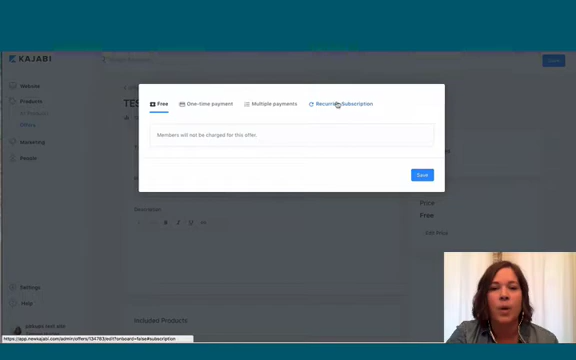 KAJABI
Website
Products
Offers
Marketing
People
Settings
Help
TES
Free
One-time payment
Multiple payments
Recurring Subscription
Members will not be charged for this offer.
Save
Description
Price
Free
Edit Price
Included Products
https://app.newkajabi.com/admin/offers/134783/edit?onboard=false#subscription